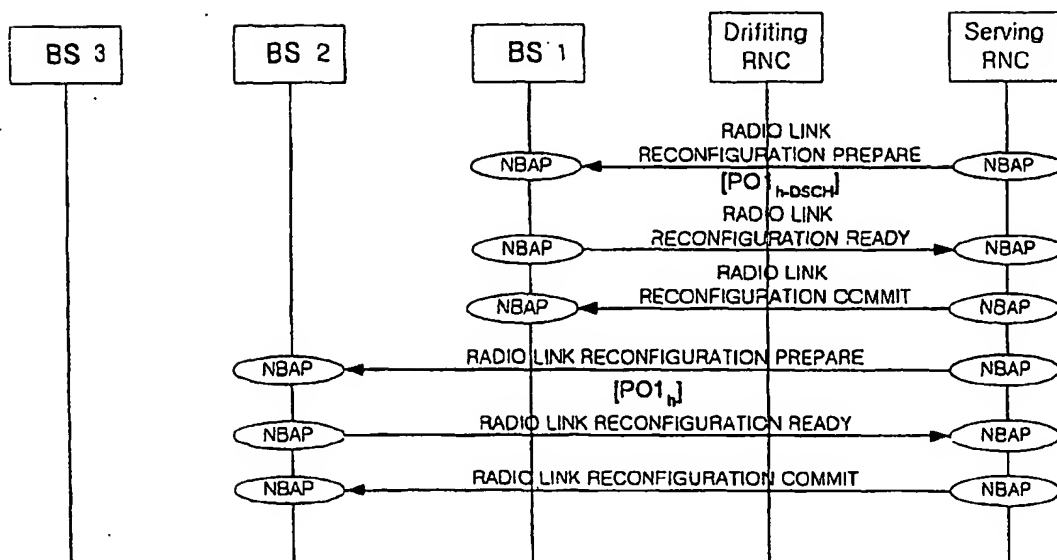 BS 3
BS 2
BS 1
Drifiting
RNC
Serving
RNC
RADIO LINK
RECONFIGURATION PREPARE
NBAP
NBAP
[PO1h-DSCH]
RADIO LINK
RECONFIGURATION READY
NBAP
NBAP
RADIO LINK
RECONFIGURATION COMMIT
NBAP
NBAP
RADIO LINK RECONFIGURATION PREPARE
NBAP
NBAP
[PO1h]
RADIO LINK RECONFIGURATION READY
NBAP
NBAP
RADIO LINK RECONFIGURATION COMMIT
NBAP
NBAP